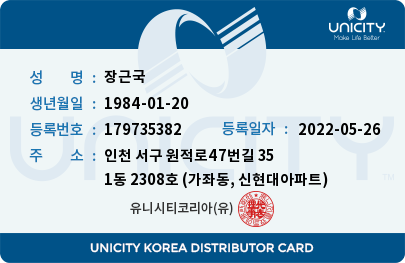 UNICITY
Make Life Better
성 명 : 장근국
생년월일 : 1984-01-20
등록번호 : 179735382 등록일자 : 2022-05-26
주 소 : 인천 서구 원적로47번길 35
1동 2308호 (가좌동, 신현대아파트)
유니시티코리아(유)
UNICITY
UNICITY KOREA DISTRIBUTOR CARD